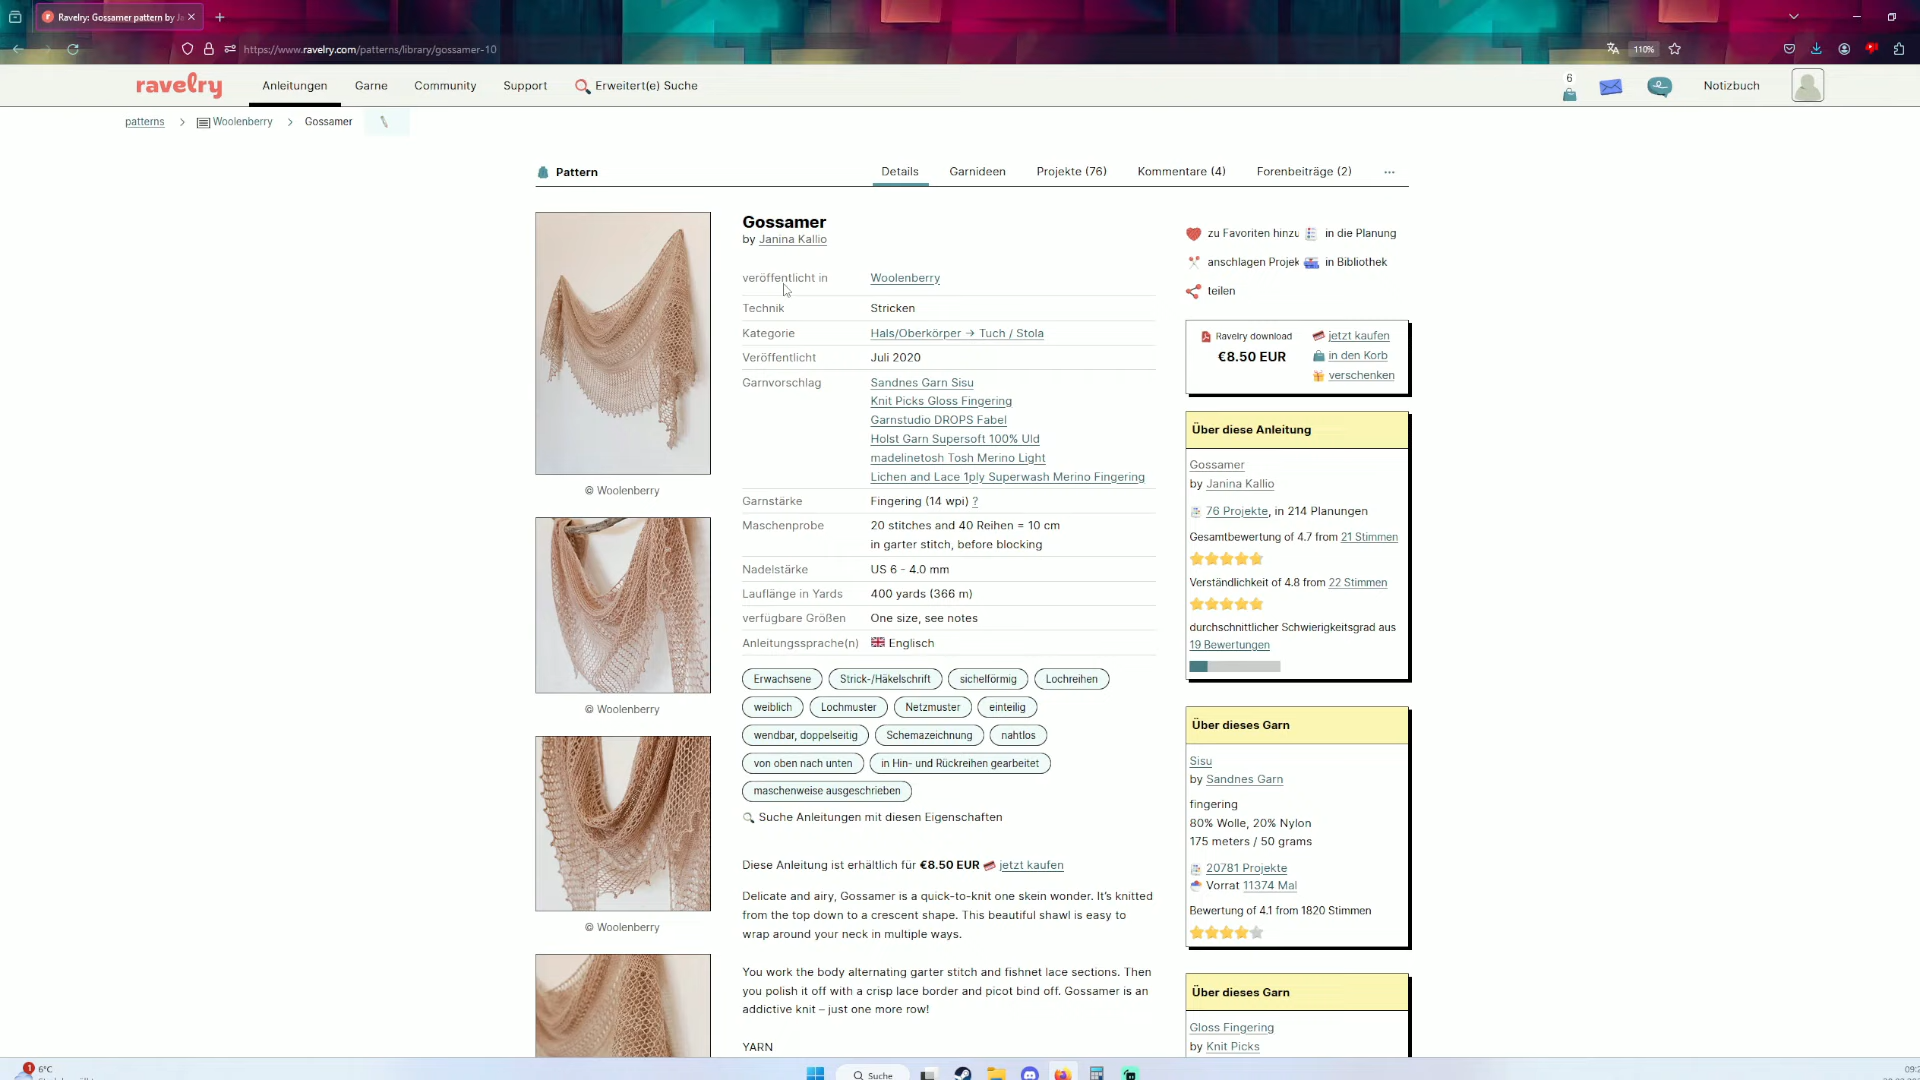 Ravelry: Gossamer pattern by
https://www.ravelry.com/patterns/library/gossamer-10
110%
ravelry
Anleitungen
Garne
Community
Support
Erweitert(e) Suche
6
Notizbuch
patterns > Woolenberry > Gossamer
Pattern
Details
Garnideen
Projekte (76)
Kommentare (4)
Forenbeiträge (2)
...
© Woolenberry
© Woolenberry
© Woolenberry
Gossamer
by Janina Kallio
veröffentlicht in Woolenberry
Technik Stricken
Kategorie Hals/Oberkörper → Tuch / Stola
Veröffentlicht Juli 2020
Garnvorschlag Sandnes Garn Sisu
Knit Picks Gloss Fingering
Garnstudio DROPS Fabel
Holst Garn Supersoft 100% Uld
madelinetosh Tosh Merino Light
Lichen and Lace 1ply Superwash Merino Fingering
Garnstärke Fingering (14 wpi) ?
Maschenprobe 20 stitches and 40 Reihen = 10 cm
in garter stitch, before blocking
Nadelstärke US 6 - 4.0 mm
Lauflänge in Yards 400 yards (366 m)
verfügbare Größen One size, see notes
Anleitungssprache(n) Englisch
Erwachsene Strick-/Häkelschrift sichelförmig Lochreihen
weiblich Lochmuster Netzmuster einteilig
wendbar, doppelseitig Schemazeichnung nahtlos
von oben nach unten in Hin- und Rückreihen gearbeitet
maschenweise ausgeschrieben
Suche Anleitungen mit diesen Eigenschaften
Diese Anleitung ist erhältlich für €8.50 EUR jetzt kaufen
Delicate and airy, Gossamer is a quick-to-knit one skein wonder. It's knitted
from the top down to a crescent shape. This beautiful shawl is easy to
wrap around your neck in multiple ways.
You work the body alternating garter stitch and fishnet lace sections. Then
you polish it off with a crisp lace border and picot bind off. Gossamer is an
addictive knit – just one more row!
YARN
zu Favoriten hinzu in die Planung
anschlagen Projek in Bibliothek
teilen
Ravelry download
€8.50 EUR
jetzt kaufen
in den Korb
verschenken
Über diese Anleitung
Gossamer
by Janina Kallio
76 Projekte, in 214 Planungen
Gesamtbewertung of 4.7 from 21 Stimmen
Verständlichkeit of 4.8 from 22 Stimmen
durchschnittlicher Schwierigkeitsgrad aus
19 Bewertungen
Über dieses Garn
Sisu
by Sandnes Garn
fingering
80% Wolle, 20% Nylon
175 meters / 50 grams
20781 Projekte
Vorrat 11374 Mal
Bewertung of 4.1 from 1820 Stimmen
Über dieses Garn
Gloss Fingering
by Knit Picks
1
6°C
Suche